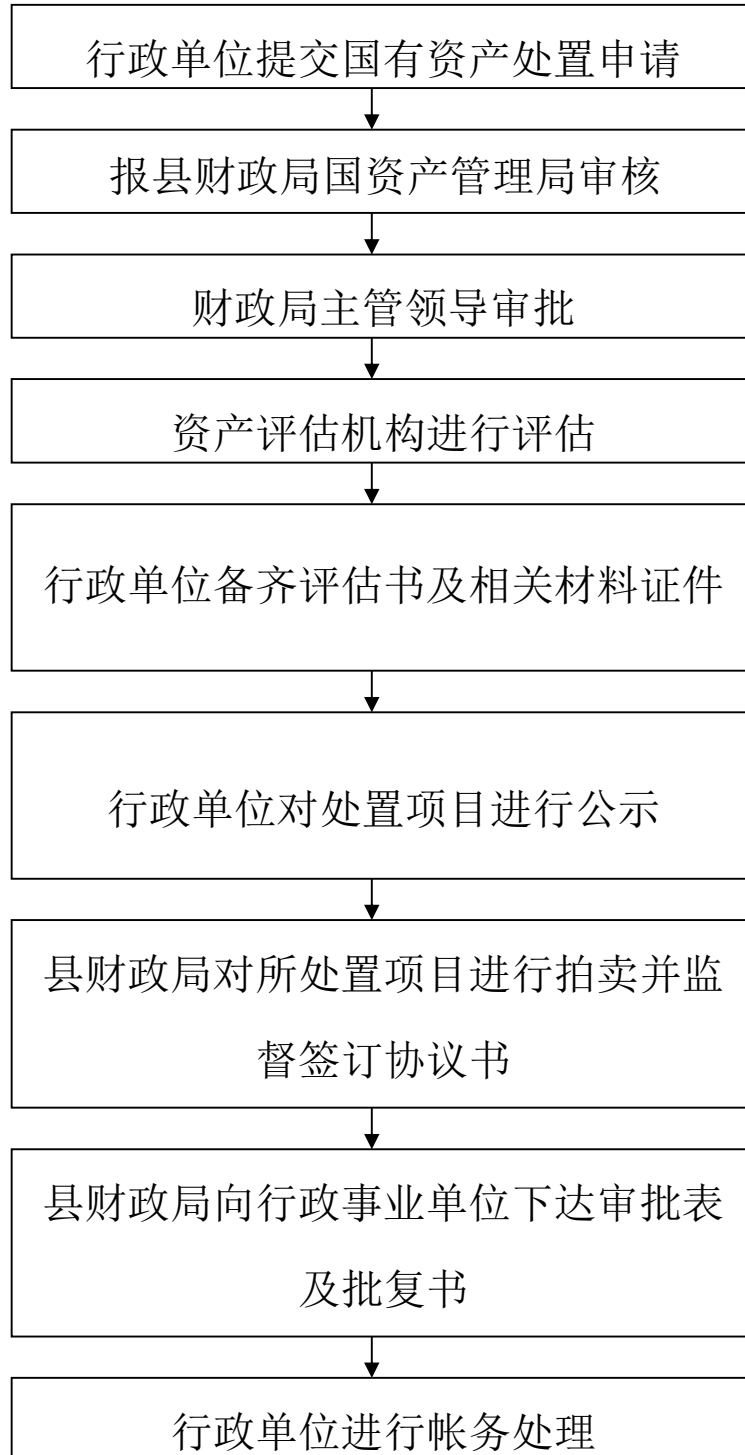 行政单位提交国有资产处置申请
报县财政局国资产管理局审核
财政局主管领导审批
资产评估机构进行评估
行政单位备齐评估书及相关材料证件
行政单位对处置项目进行公示
县财政局对所处置项目进行拍卖并监
督签订协议书
县财政局向行政事业单位下达审批表
及批复书
行政单位进行帐务处理